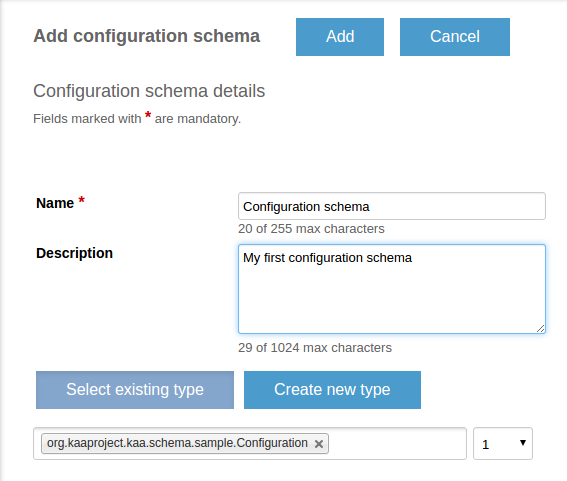 Add configuration schema Add Cancel
Configuration schema details
Fields marked with * are mandatory.
Name * Configuration schema
20 of 255 max characters
Description My first configuration schema
29 of 1024 max characters
Select existing type Create new type
org.kaaproject.kaa.schema.sample.Configuration × 1